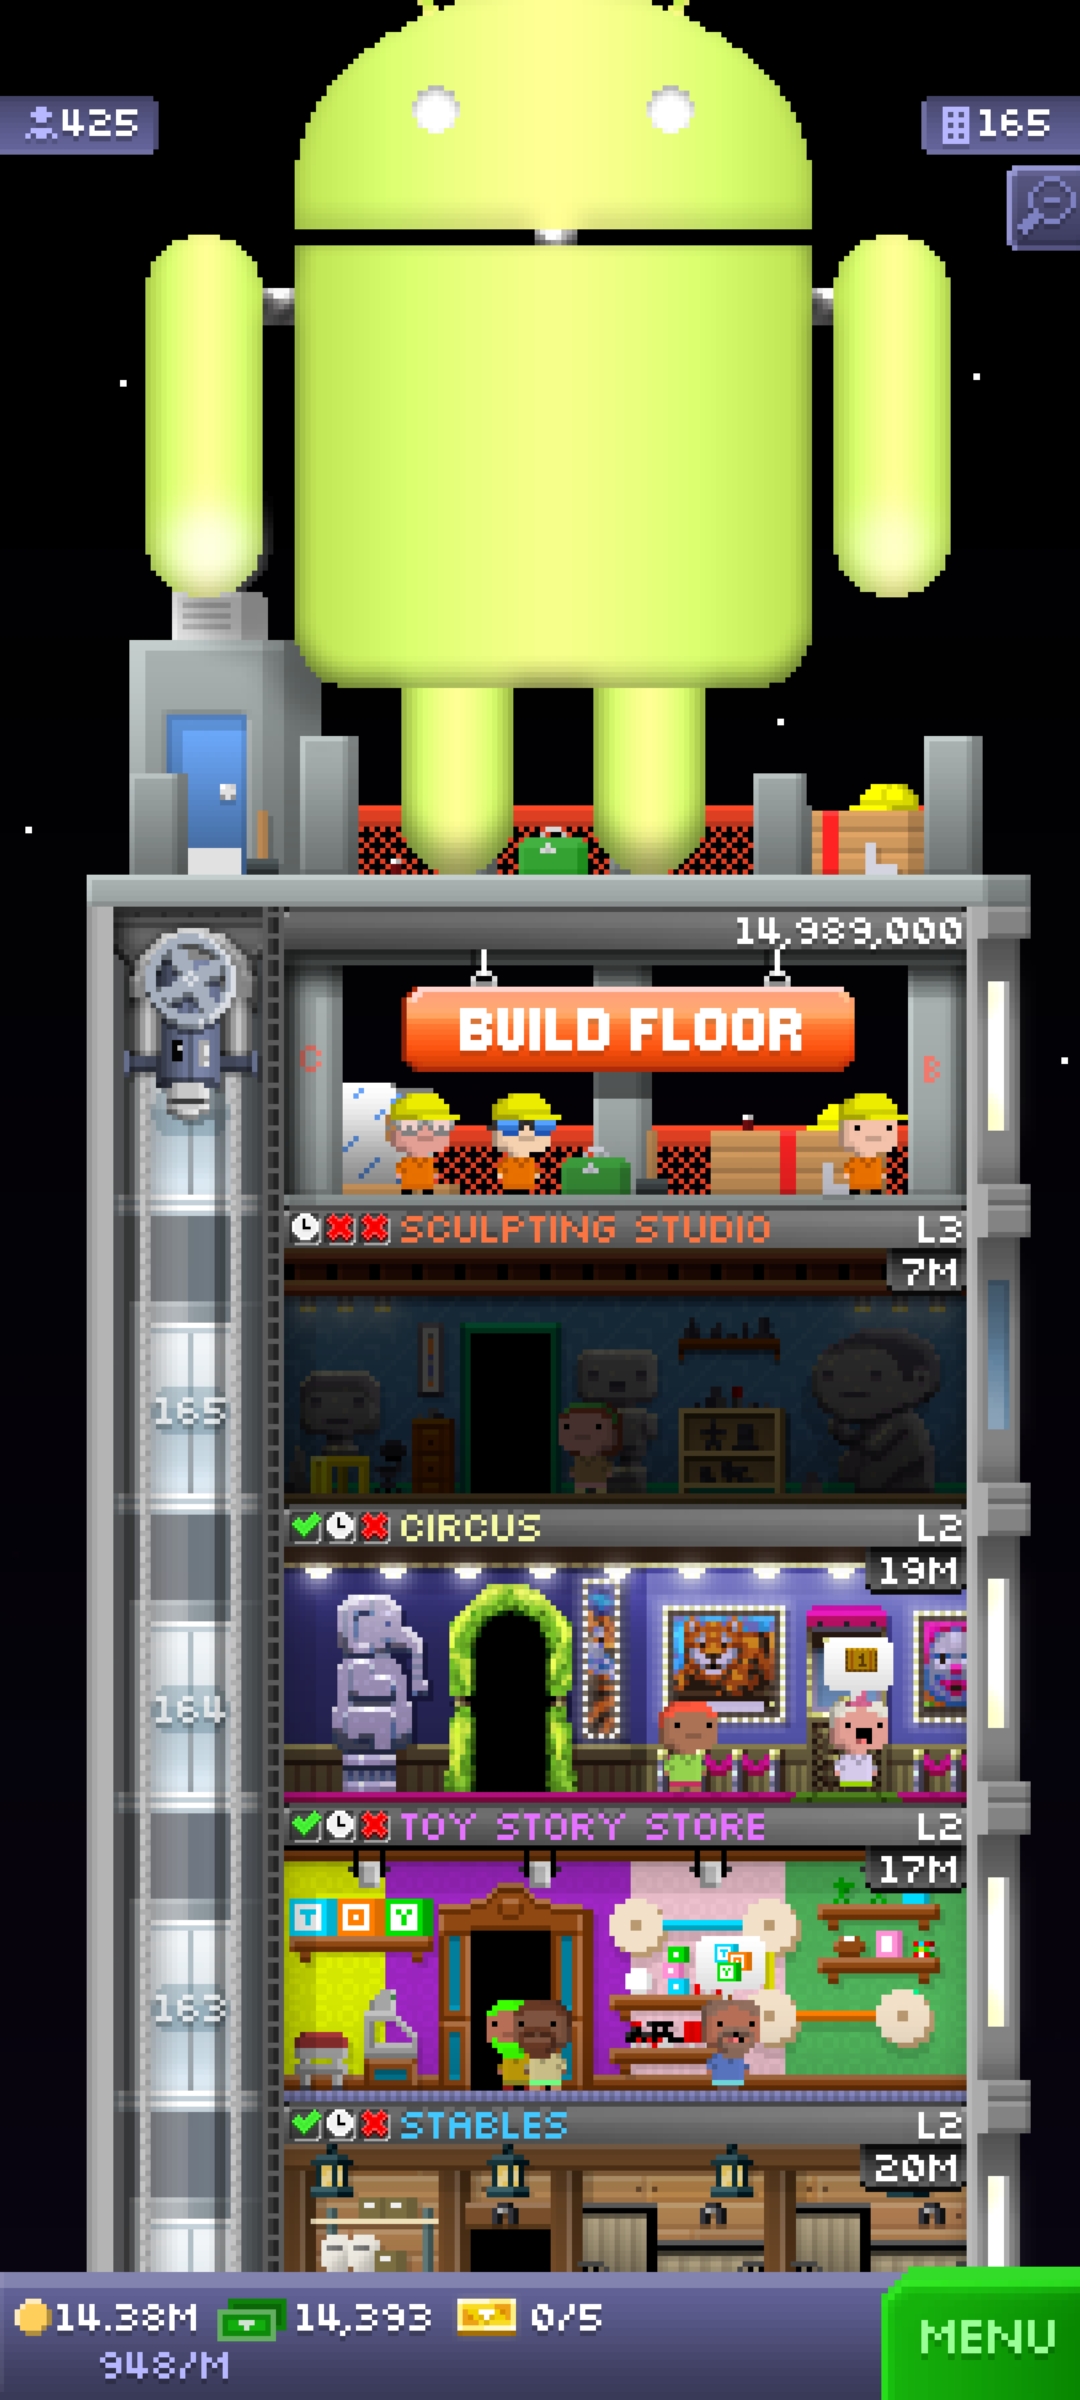 425
165
14,989,000
BUILD FLOOR
C
B
SCULPTING STUDIO L3
7M
165
CIRCUS L2
19M
1
164
TOY STORY STORE L2
17M
T O Y
T O Y
163
STABLES L2
20M
14.38M 14,393 0/5
948/M
MENU